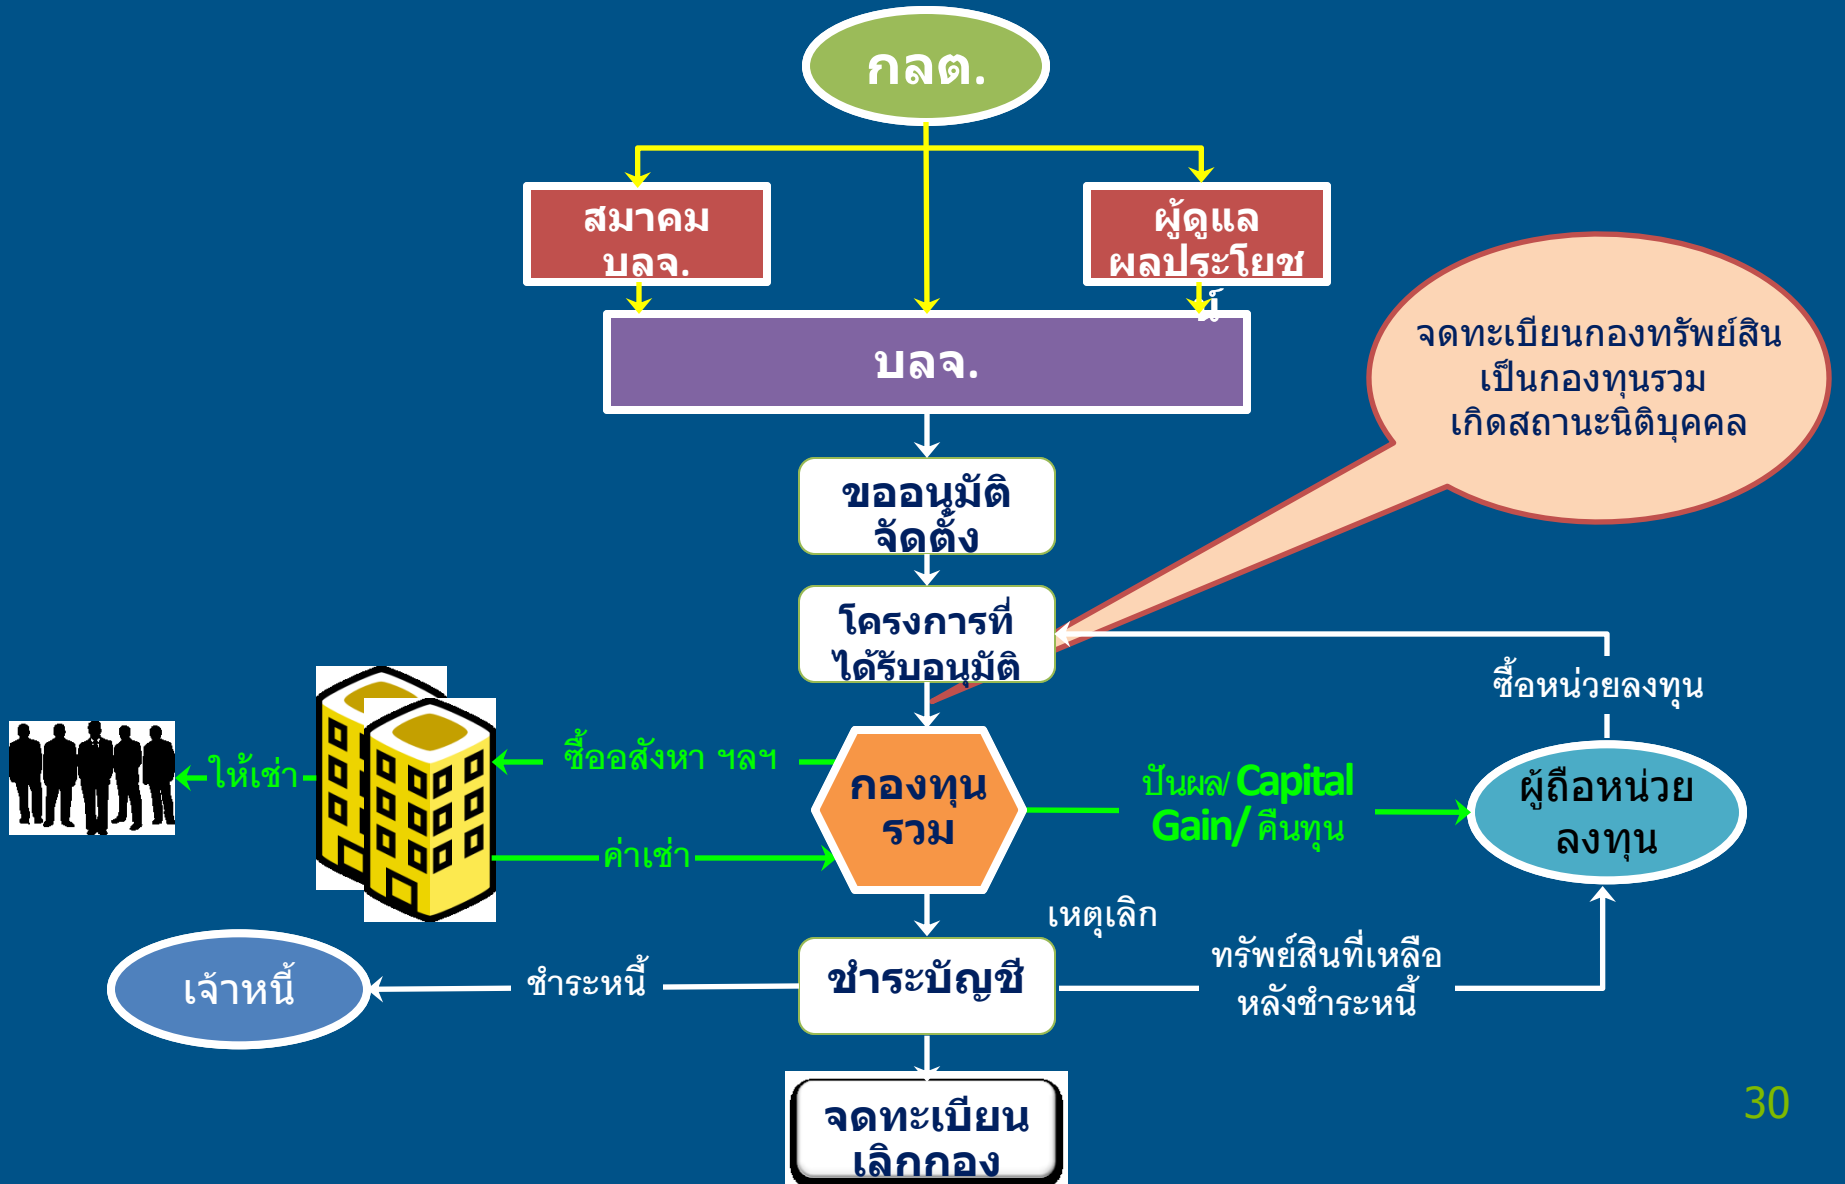 กลต.
สมาคม
บลจ.
ผู้ดูแล
ผลประโยช
น์
บลจ.
จดทะเบียนกองทรัพย์สิน
เป็นกองทุนรวม
เกิดสถานะนิติบุคคล
ขออนุมัติ
จัดตั้ง
โครงการที่
ได้รับอนุมัติ
ซื้อหน่วยลงทุน
ให้เช่า
ซื้ออสังหา ฯลฯ
กองทุน
รวม
ปันผล/ Capital
Gain/ คืนทุน
ผู้ถือหน่วย
ลงทุน
ค่าเช่า
เหตุเลิก
เจ้าหนี้
ชำระหนี้
ชำระบัญชี
ทรัพย์สินที่เหลือ
หลังชำระหนี้
จดทะเบียน
เลิกกอง
30